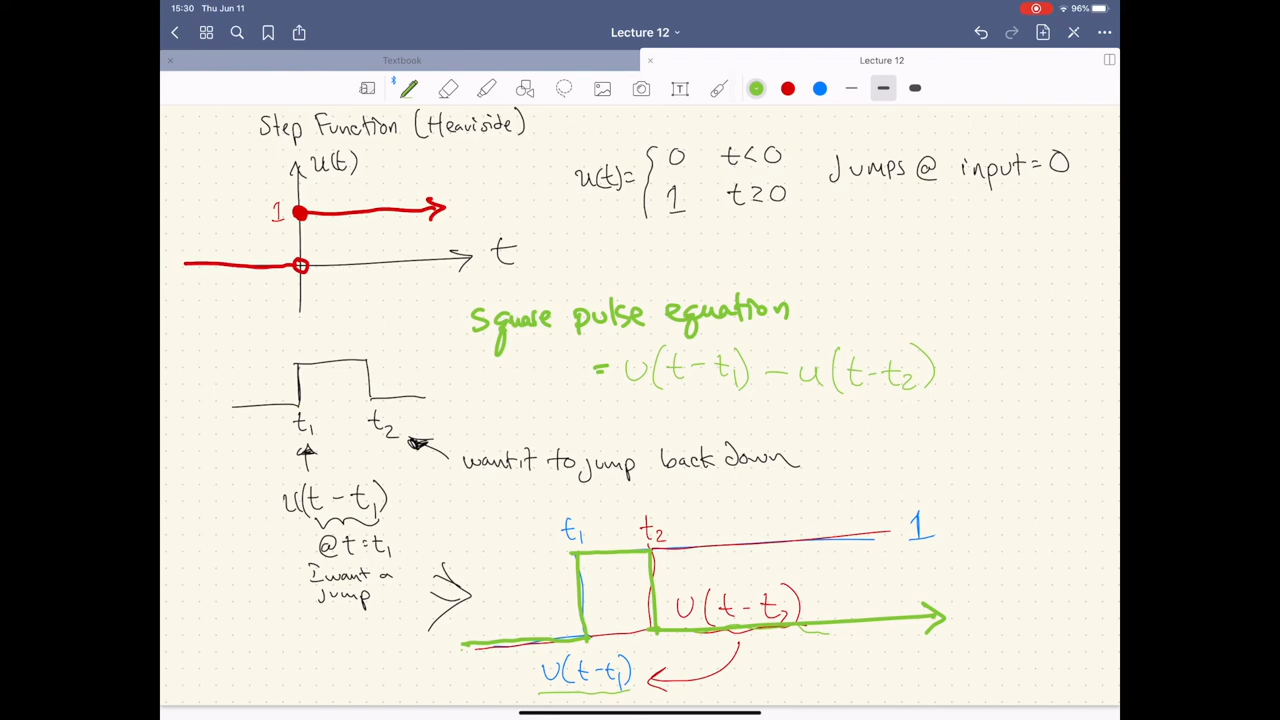 15:30 Thu Jun 11
96%
Lecture 12
Textbook
Lecture 12
T
Step Function (Heaviside)
u(t)
1
t
u(t)= { 0 t<0
1 t≥0
Jumps @ input=0
square pulse equation
= u(t-t₁) - u(t-t₂)
t₁ t₂
want it to jump back down
u(t-t₁)
@ t=t₁
I want a
jump
t₁ t₂ 1
u(t-t₂)
u(t-t₁)